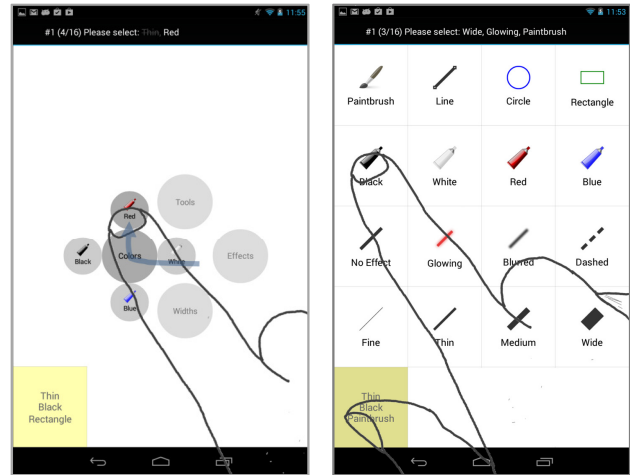 11:55
#1 (4/16) Please select: Thin, Red
Tools
Red
Black
Colors
White
Effects
Blue
Widths
Thin
Black
Rectangle
11:53
#1 (3/16) Please select: Wide, Glowing, Paintbrush
Paintbrush
Line
Circle
Rectangle
Black
White
Red
Blue
No Effect
Glowing
Blurred
Dashed
Fine
Thin
Medium
Wide
Thin
Black
Paintbrush